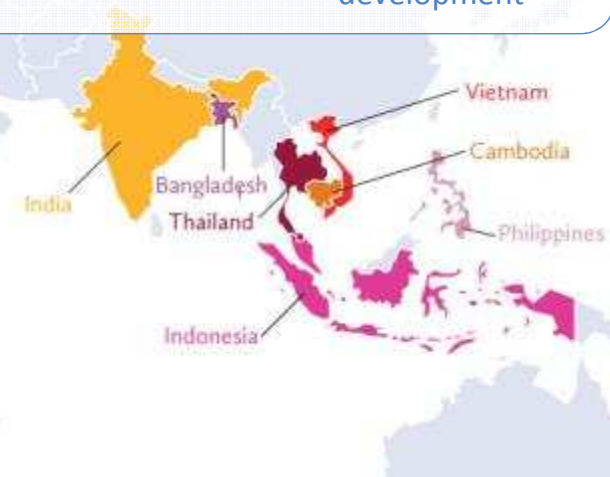 development
Vietnam
Cambodia
Bangladesh
India
Thailand
Philippines
Indonesia